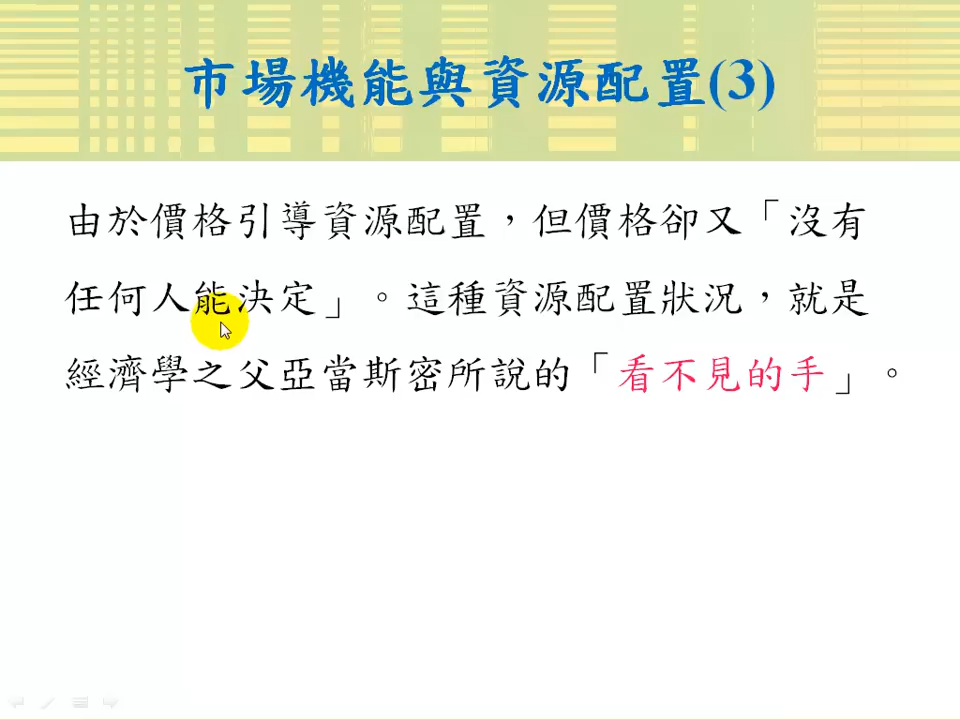 市場機能與資源配置(3)
由於價格引導資源配置，但價格卻又「沒有
任何人能決定」。這種資源配置狀況，就是
經濟學之父亞當斯密所說的「看不見的手」。